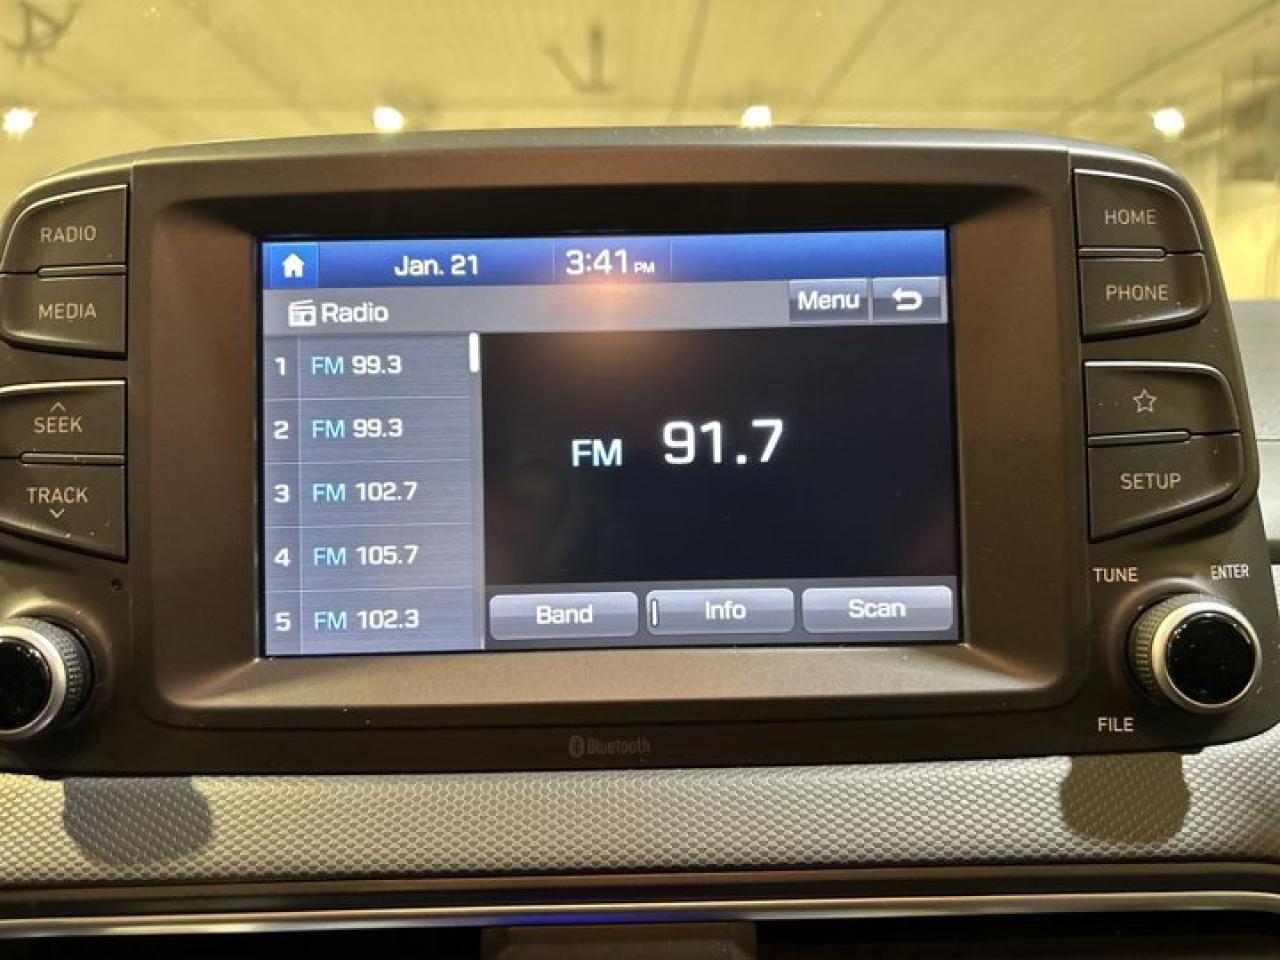 RADIO
MEDIA
SEEK
TRACK
Jan. 21 3:41 PM
Radio
Menu
1 FM 99.3
2 FM 99.3
3 FM 102.7
4 FM 105.7
5 FM 102.3
FM 91.7
Band Info Scan
HOME
PHONE
SETUP
TUNE ENTER
FILE
Bluetooth